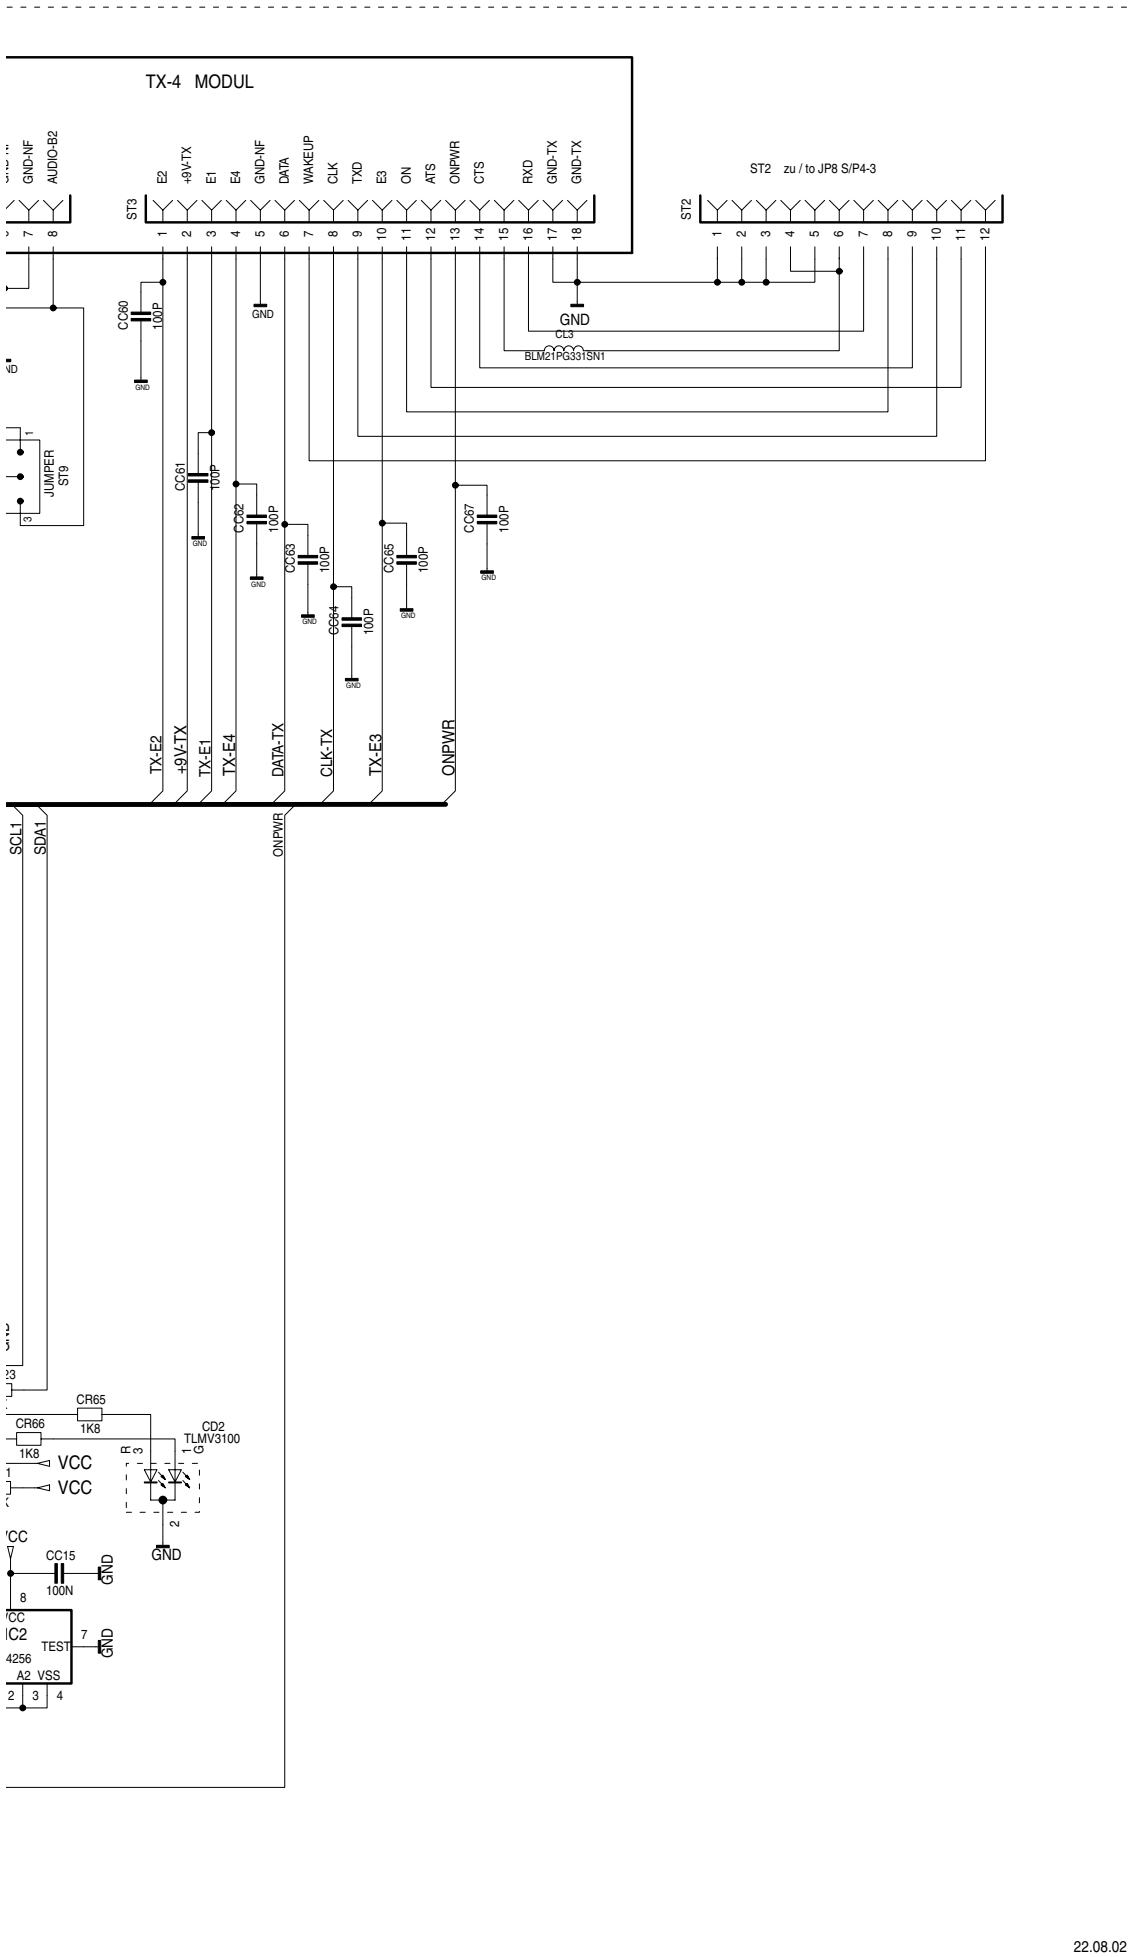 TX-4 MODUL
GND-NF
AUDIO-B2
E2
+9V-TX
E1
E4
GND-NF
DATA
WAKEUP
CLK
TXD
E3
ON
ATS
ONPWR
CTS
RXD
GND-TX
GND-TX
ST2 zu / to JP8 S/P4-3
ST3
ST2
7 8
1 2 3 4 5 6 7 8 9 10 11 12 13 14 15 16 17 18
1 2 3 4 5 6 7 8 9 10 11 12
CC60
100P
GND
GND
GND
CL3
BLM21PG331SN1
1
JUMPER
ST9
3
CC61
100P
GND
CC62
100P
GND
CC63
100P
GND
CC64
100P
GND
CC65
100P
GND
CC67
100P
GND
TX-E2
+9V-TX
TX-E1
TX-E4
DATA-TX
CLK-TX
TX-E3
ONPWR
SCL1
SDA1
ONPWR
CR65
1K8
CR66
1K8
VCC
VCC
CD2
TLMV3100
R
3
1
G
2
GND
CC15
100N
GND
8
IC2
TEST
7
GND
4256
A2 VSS
2 3 4
22.08.02